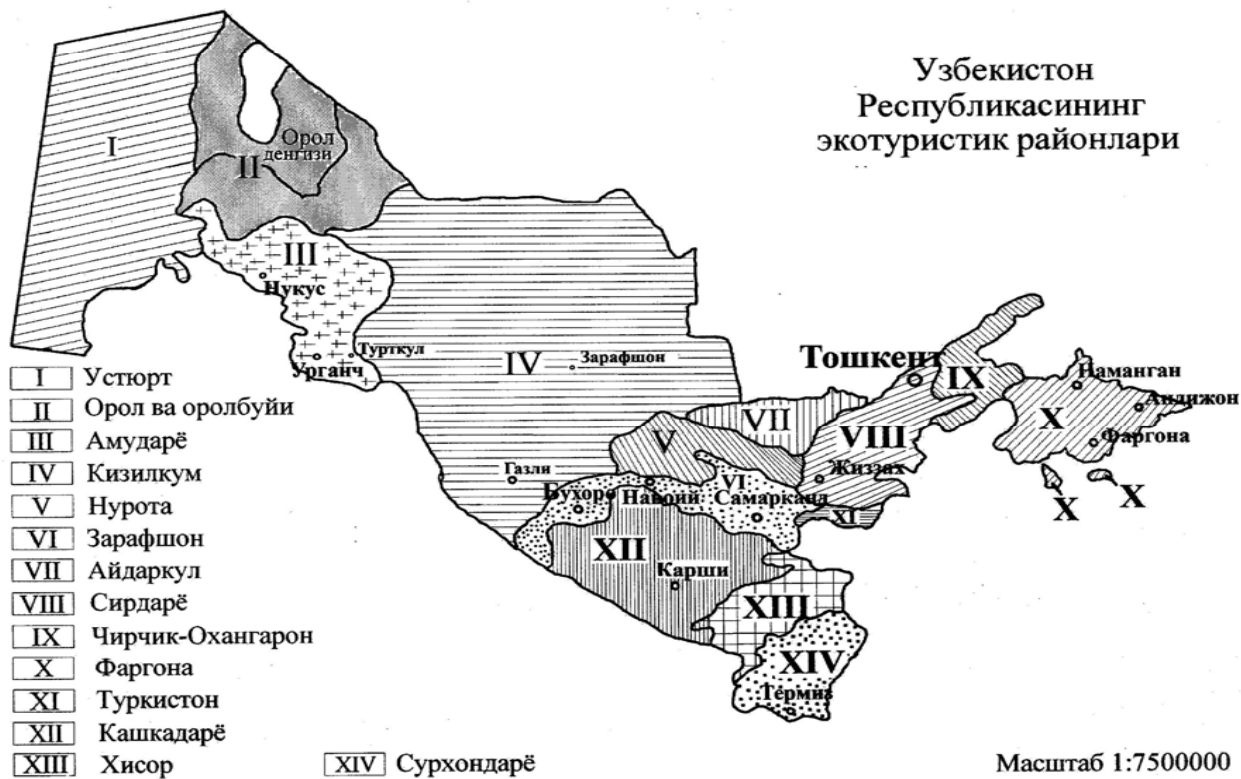 Узбекистон
Республикасининг
экотуристик районлари
I
Орол
денгизи
II
III
Нукус
Турткул
Урганч
IV
Зарафшон
Тошкент
IX
Наманган
Андижон
X
Фаргона
VII
VIII
V
Жиззах
Газли
VI
Бухоро
Навоий
Самарканд
XI
X
X
XII
Карши
XIII
XIV
Термиз
I Устюрт
II Орол ва оролбуйи
III Амударё
IV Кизилкум
V Нурота
VI Зарафшон
VII Айдаркул
VIII Сирдарё
IX Чирчик-Охангарон
X Фаргона
XI Туркистон
XII Кашкадарё
XIII Хисор
XIV Сурхондарё
Масштаб 1:7500000